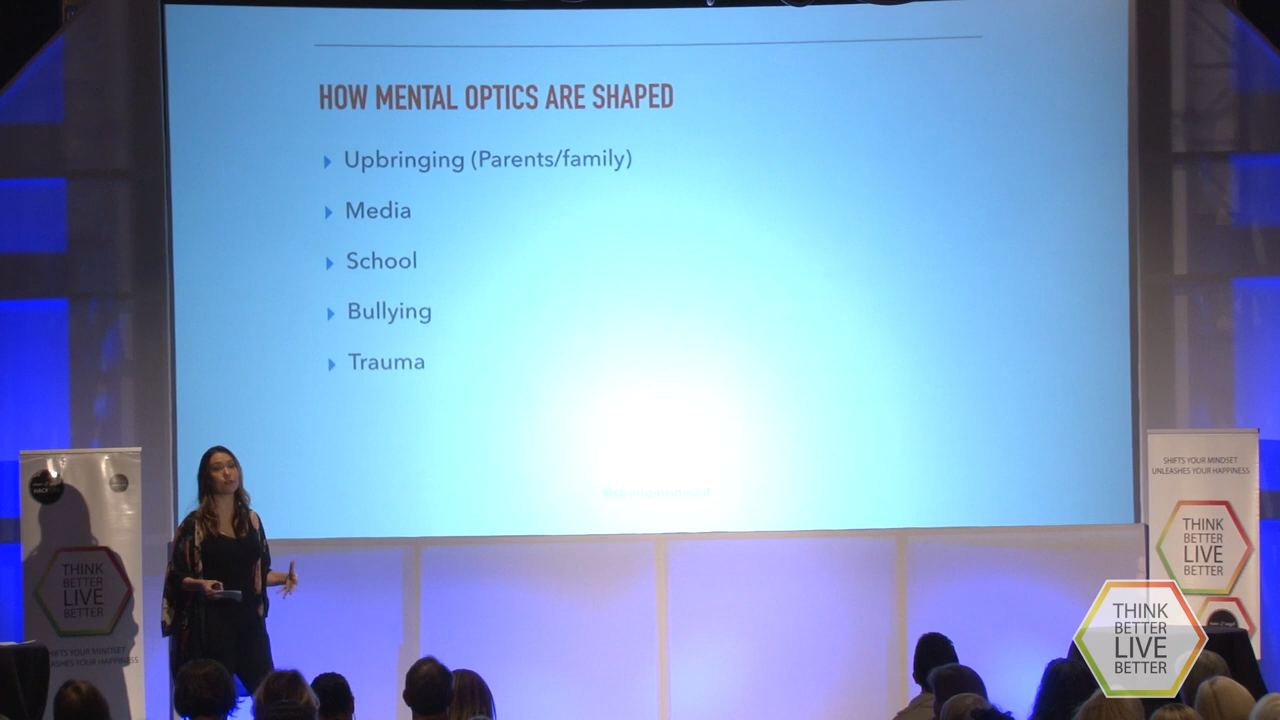 HOW MENTAL OPTICS ARE SHAPED
Upbringing (Parents/family)
Media
School
Bullying
Trauma
THINK
BETTER
LIVE
BETTER
SHIFTS YOUR MINDSET
UNLEASHES YOUR HAPPINESS
THINK
BETTER
LIVE
BETTER
THINK
BETTER
LIVE
BETTER